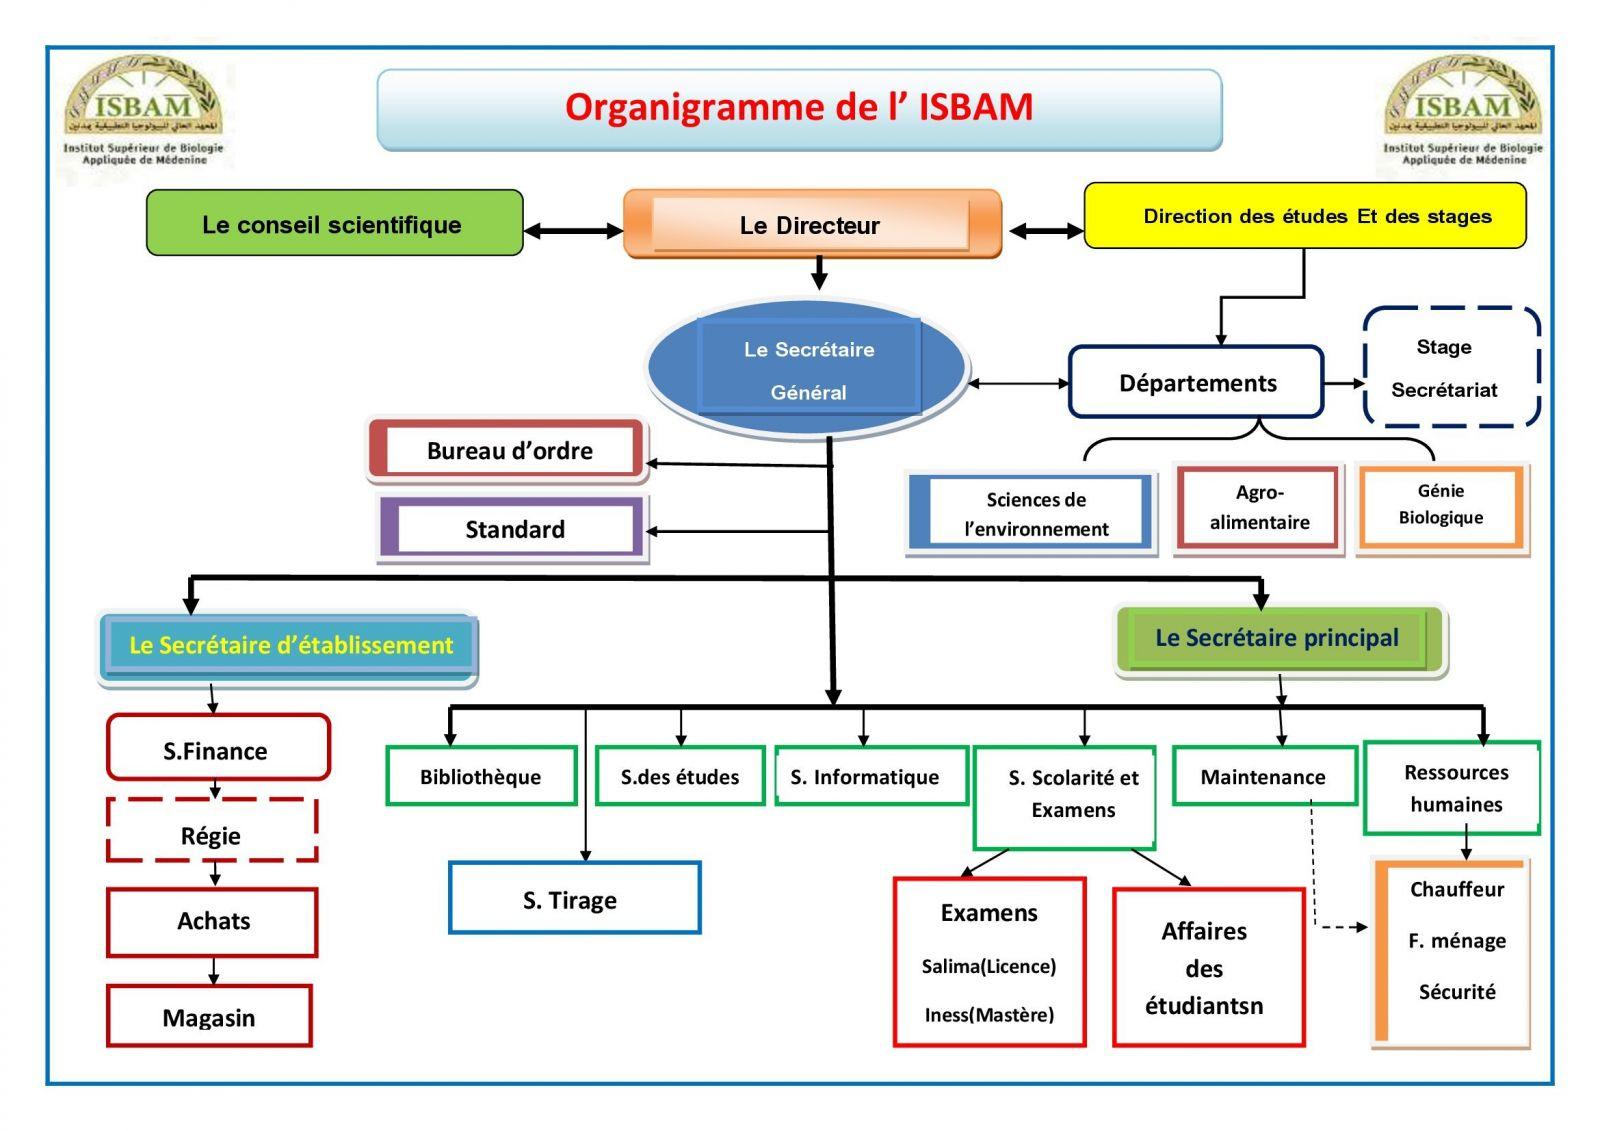 ISBAM
المعهد العالي للبيولوجيا التطبيقية بمدنين
Institut Supérieur de Biologie
Appliquée de Médenine
Organigramme de l’ ISBAM
ISBAM
المعهد العالي للبيولوجيا التطبيقية بمدنين
Institut Supérieur de Biologie
Appliquée de Médenine
Le conseil scientifique
Le Directeur
Direction des études Et des stages
Le Secrétaire
Général
Départements
Stage
Secrétariat
Bureau d’ordre
Standard
Sciences de
l’environnement
Agro-
alimentaire
Génie
Biologique
Le Secrétaire d’établissement
Le Secrétaire principal
S.Finance
Régie
Achats
Magasin
Bibliothèque
S.des études
S. Informatique
S. Scolarité et
Examens
Maintenance
Ressources
humaines
S. Tirage
Examens
Salima(Licence)
Iness(Mastère)
Affaires
des
étudiantsn
Chauffeur
F. ménage
Sécurité